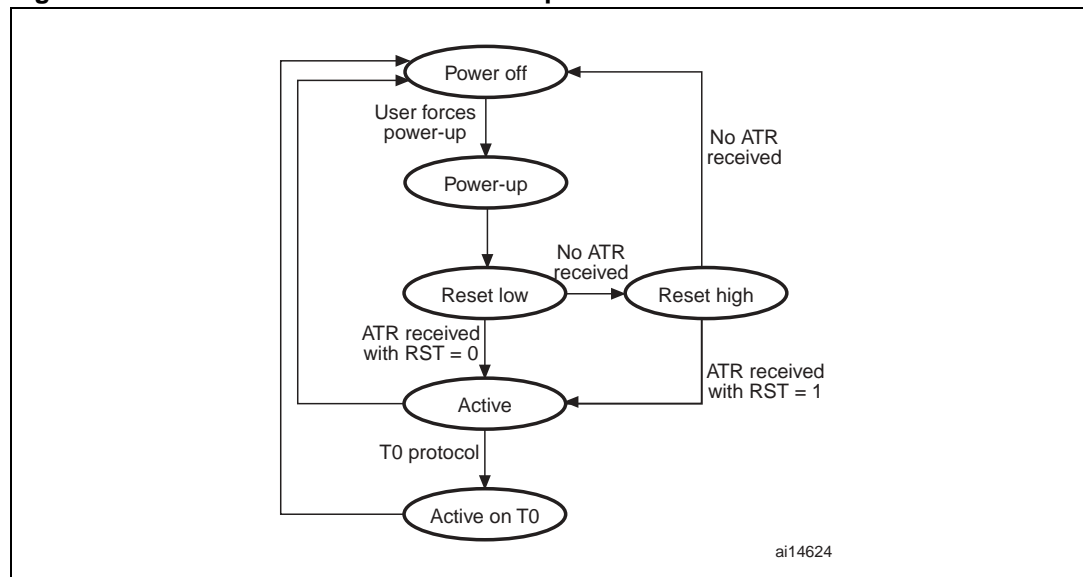 Power off
User forces
power-up
No ATR
received
Power-up
No ATR
received
Reset low
Reset high
ATR received
with RST = 0
ATR received
with RST = 1
Active
T0 protocol
Active on T0
ai14624